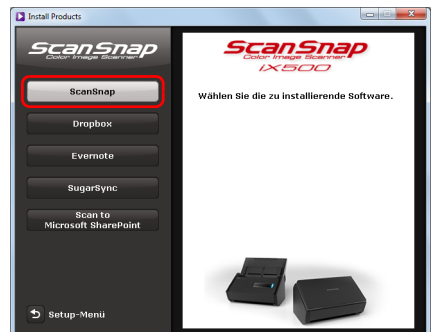 Install Products
ScanSnap
Color Image Scanner
ScanSnap
Dropbox
Evernote
SugarSync
Scan to
Microsoft SharePoint
Setup-Menü
ScanSnap
Color Image Scanner
iX500
Wählen Sie die zu installierende Software.